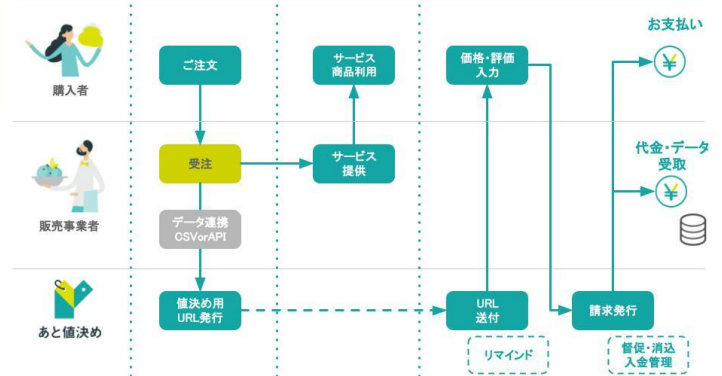 お支払い
ご注文
サービス
商品利用
価格・評価
入力
購入者
代金・データ
受取
受注
サービス
提供
販売事業者
データ連携
CSVorAPI
値決め用
URL発行
URL
送付
請求発行
あと値決め
リマインド
督促・消込
入金管理